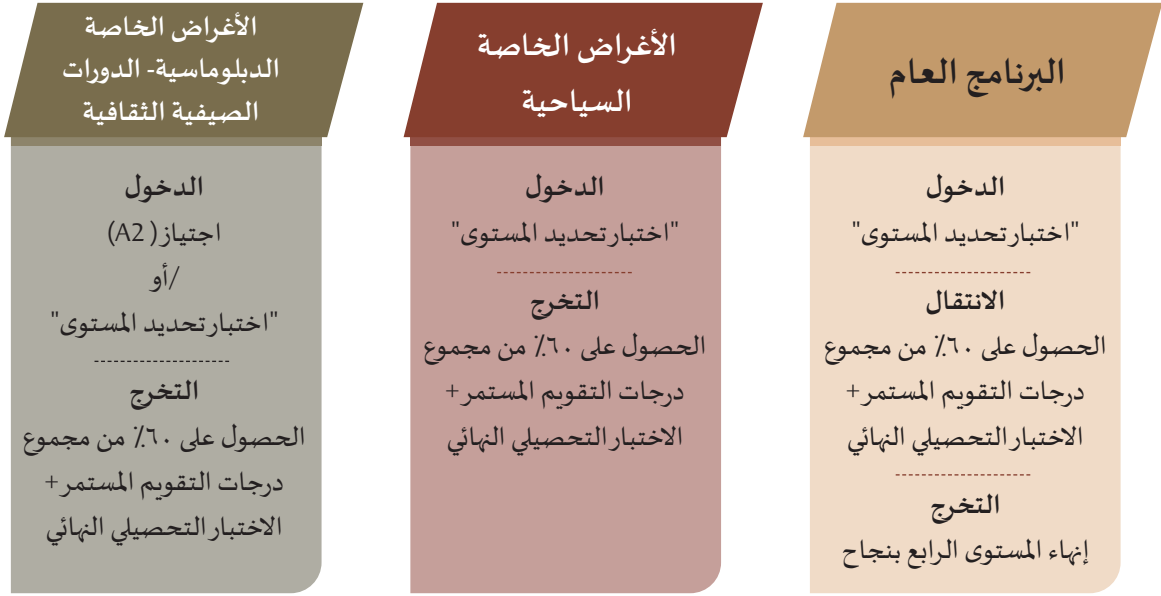 البرنامج العام
الدخول
"اختبار تحديد المستوى"
الانتقال
الحصول على ٦٠٪ من مجموع
درجات التقويم المستمر+
الاختبار التحصيلي النهائي
التخرج
إنهاء المستوى الرابع بنجاح
الأغراض الخاصة
السياحية
الدخول
"اختبار تحديد المستوى"
التخرج
الحصول على ٦٠٪ من مجموع
درجات التقويم المستمر+
الاختبار التحصيلي النهائي
الأغراض الخاصة
الدبلوماسية- الدورات
الصيفية الثقافية
الدخول
اجتياز (A2)
/أو
"اختبار تحديد المستوى"
التخرج
الحصول على ٦٠٪ من مجموع
درجات التقويم المستمر+
الاختبار التحصيلي النهائي